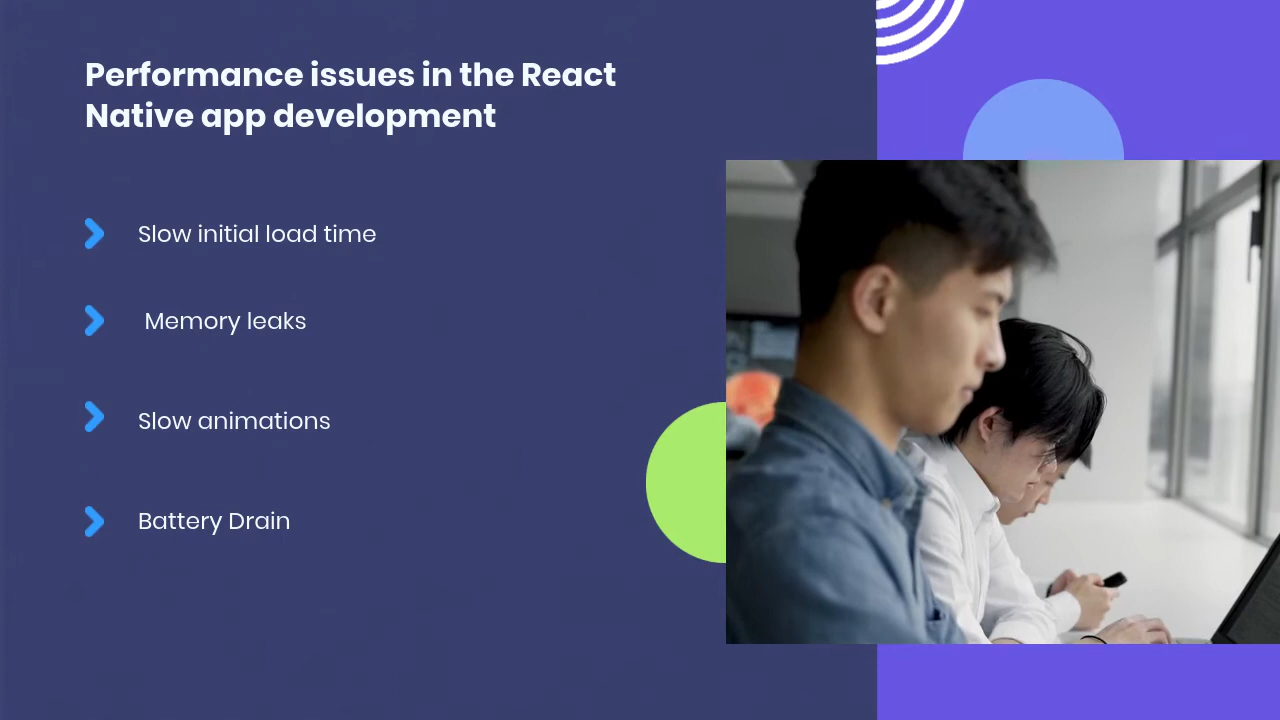 Performance issues in the React
Native app development
Slow initial load time
Memory leaks
Slow animations
Battery Drain